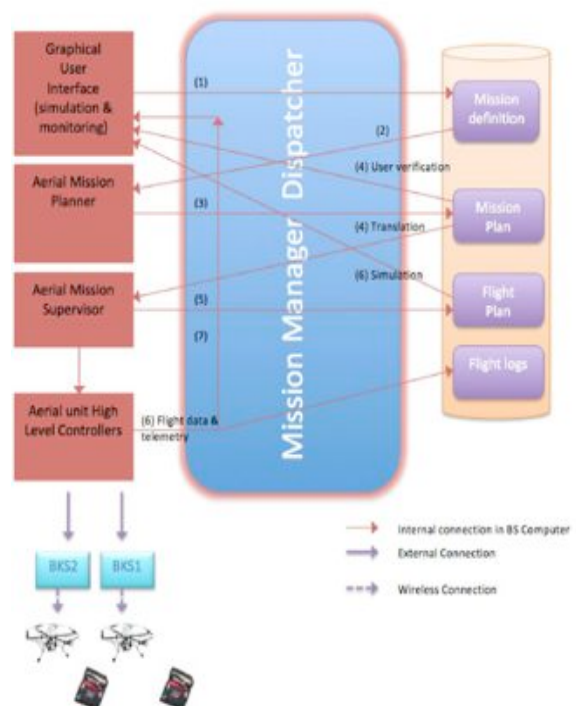 Graphical
User
Interface
(simulation &
monitoring)
Aerial Mission
Planner
Aerial Mission
Supervisor
Aerial unit High
Level Controllers
Mission Manager Dispatcher
(1)
(2)
(4) User verification
(3)
(4) Translation
(6) Simulation
(5)
(7)
(6) Flight data &
telemetry
Mission
definition
Mission
Plan
Flight
Plan
Flight logs
BKS2
BKS1
Internal connection in BS Computer
External Connection
Wireless Connection